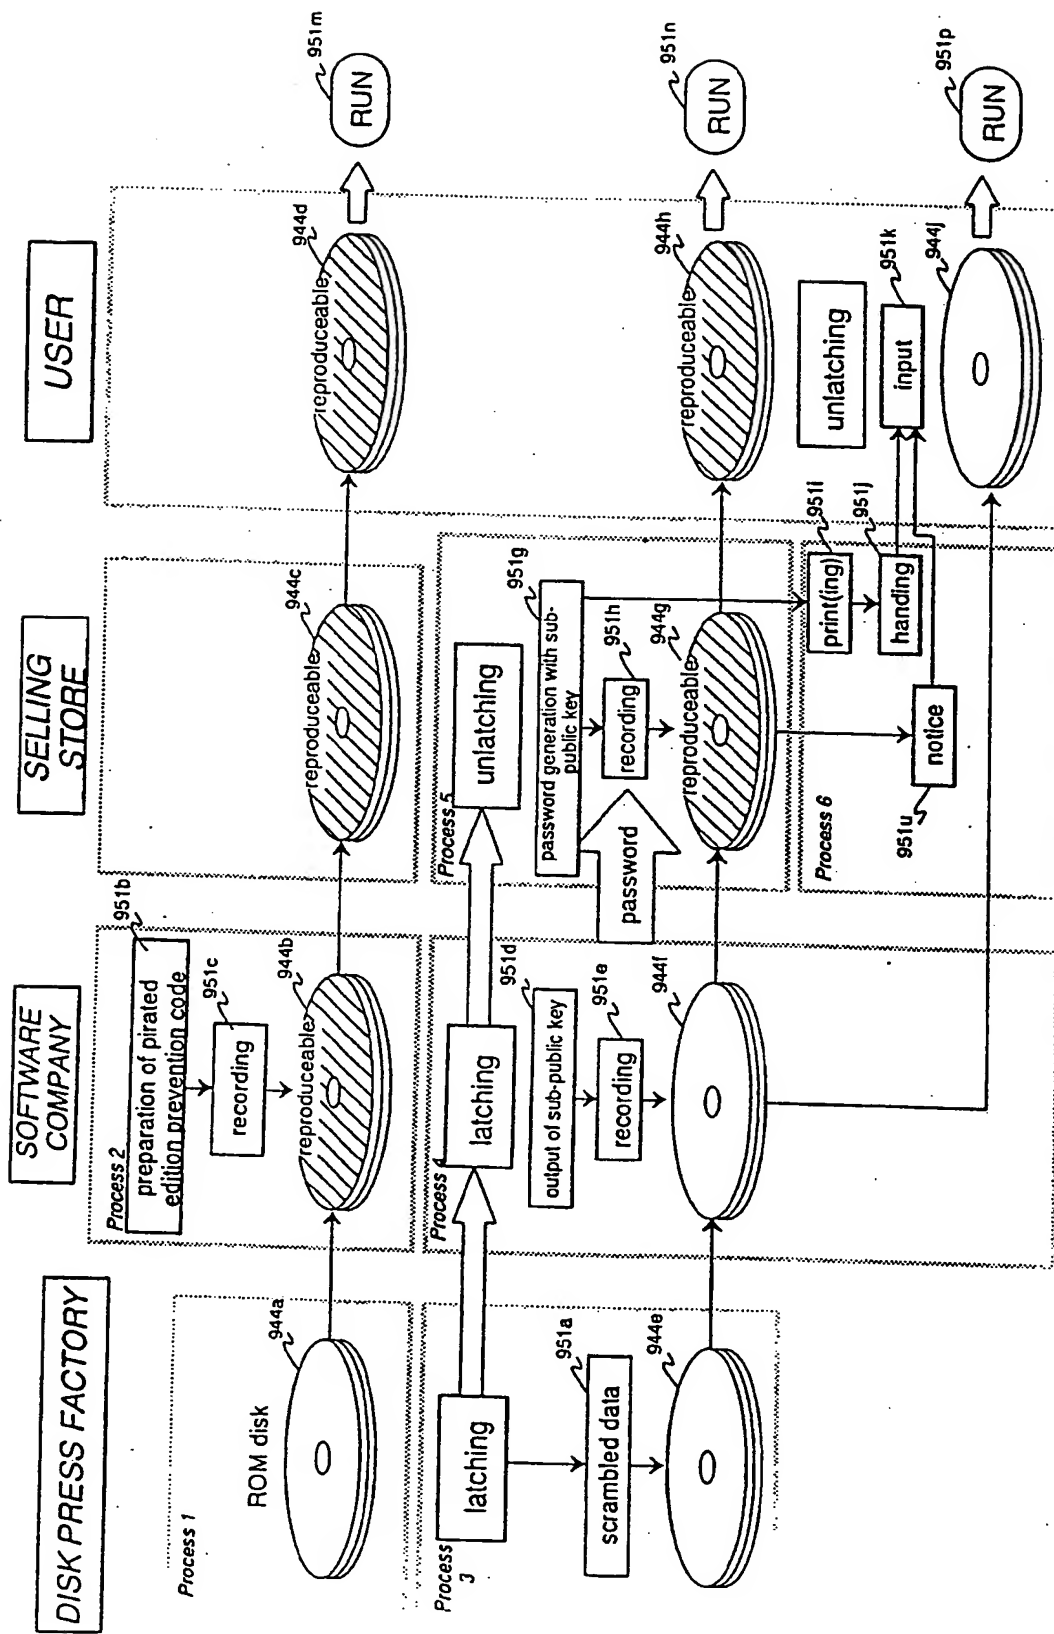 DISK PRESS FACTORY
SOFTWARE
COMPANY
SELLING
STORE
USER
Process 1
ROM disk
944a
Process 2
951b
preparation of pirated
edition prevention code
951c
recording
944b
reproduceable
944c
reproduceable
944d
reproduceable
951m
RUN
Process
3
latching
951a
scrambled data
944e
Process 4
latching
951d
output of sub-public key
951e
recording
944f
Process 5
unlatching
951g
password generation with sub-
public key
951h
recording
password
944g
reproduceable
944h
reproduceable
951n
RUN
Process 6
951u
notice
951i
print(ing)
951j
handing
unlatching
951k
input
944j
951p
RUN